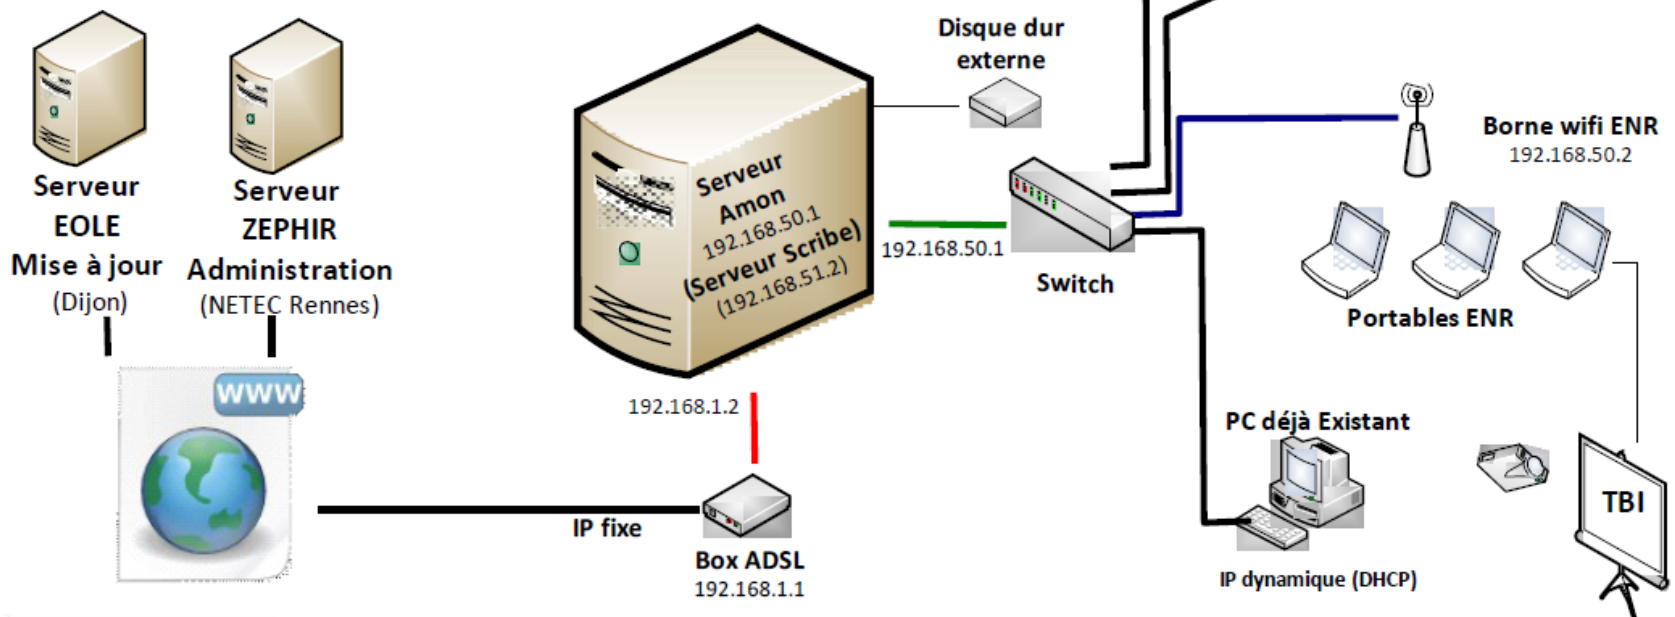 Serveur
EOLE
Mise à jour
(Dijon)
Serveur
ZEPHIR
Administration
(NETEC Rennes)
www
Serveur
Amon
192.168.50.1
(Serveur Scribe)
(192.168.51.2)
192.168.1.2
IP fixe
Box ADSL
192.168.1.1
Disque dur
externe
192.168.50.1
Switch
Borne wifi ENR
192.168.50.2
Portables ENR
PC déjà Existant
IP dynamique (DHCP)
TBI